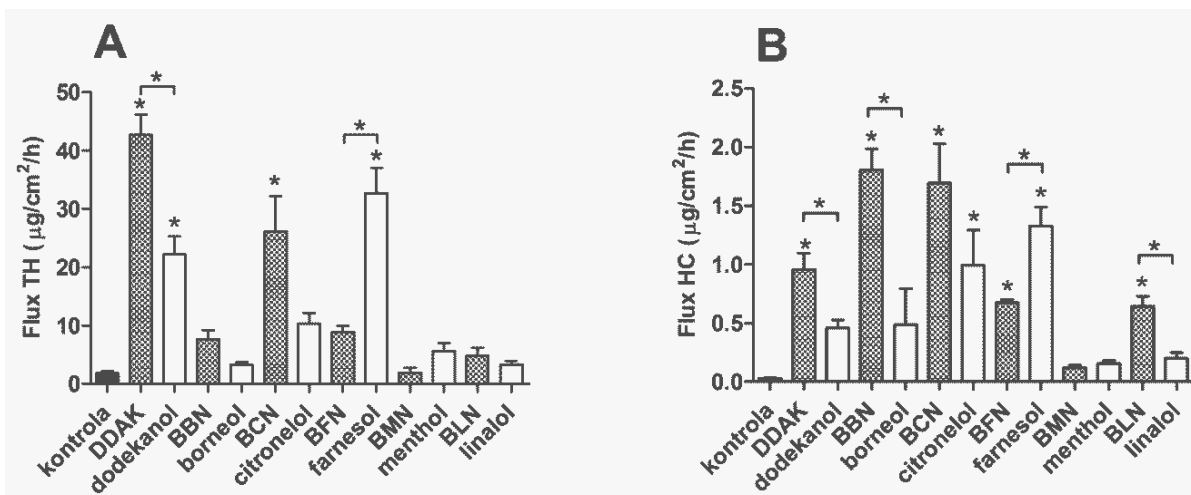 A
Flux TH (μg/cm²/h)
50
40
30
20
10
0
*
*
*
*
*
*
kontrola
DDAK
dodekanol
BBN
borneol
BCN
citronelol
BFN
farnesol
BMN
menthol
BLN
linalol
B
Flux HC (μg/cm²/h)
2.5
2.0
1.5
1.0
0.5
0.0
*
*
*
*
*
*
*
*
*
*
*
kontrola
DDAK
dodekanol
BBN
borneol
BCN
citronelol
BFN
farnesol
BMN
menthol
BLN
linalol